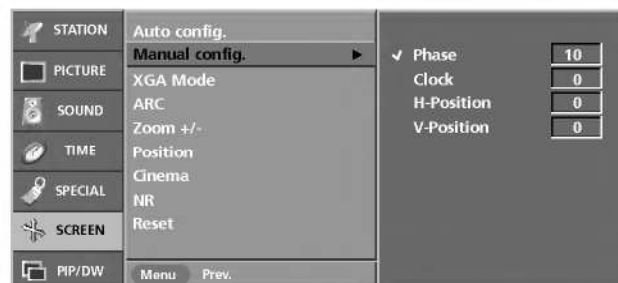 STATION
PICTURE
SOUND
TIME
SPECIAL
SCREEN
PIP/DW
Auto config.
Manual config. ►
XGA Mode
ARC
Zoom +/-
Position
Cinema
NR
Reset
Menu Prev.
✓ Phase 10
Clock 0
H-Position 0
V-Position 0